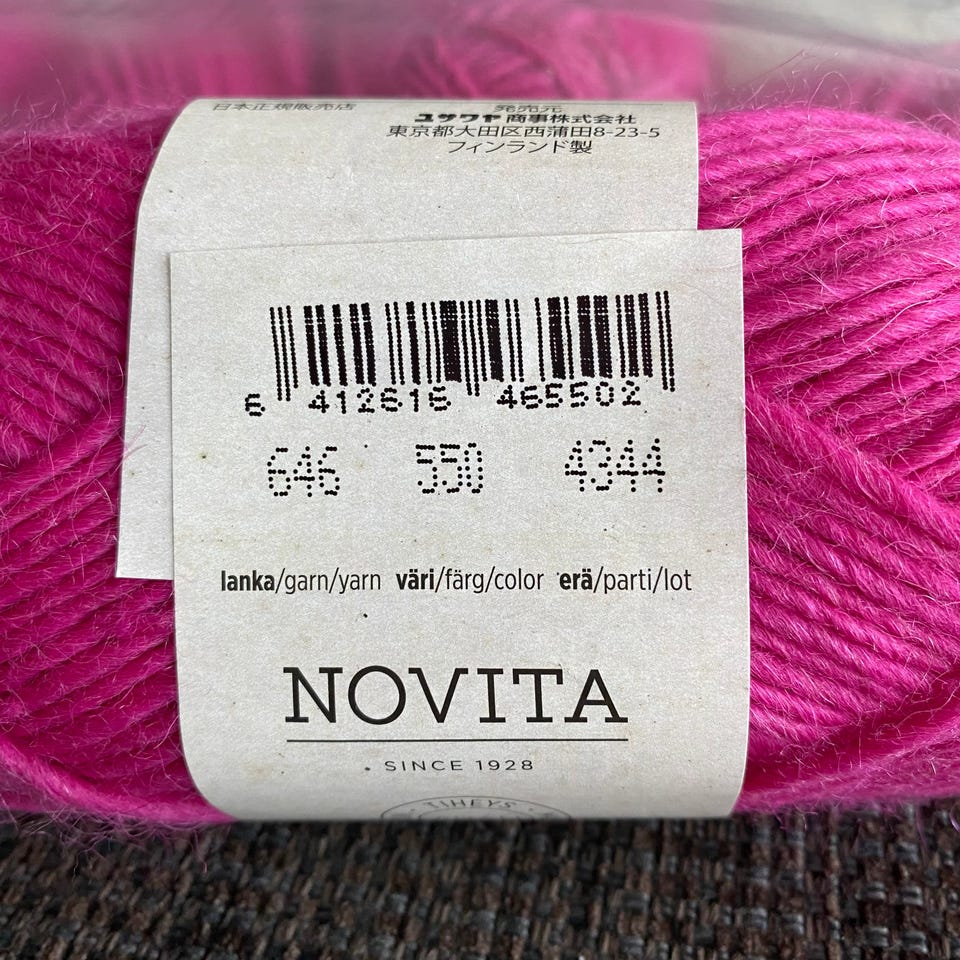 日本正規販売店
発売元
ユザワヤ 商事株式会社
東京都大田区西蒲田8-23-5
フィンランド製
6 412616 465502
646 550 4344
lanka/garn/yarn väri/färg/color erä/parti/lot
NOVITA
SINCE 1928
TIHEYS